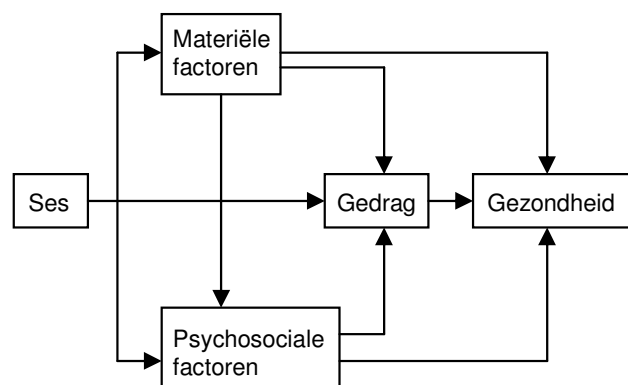 Materiële
factoren
Ses
Gedrag
Gezondheid
Psychosociale
factoren